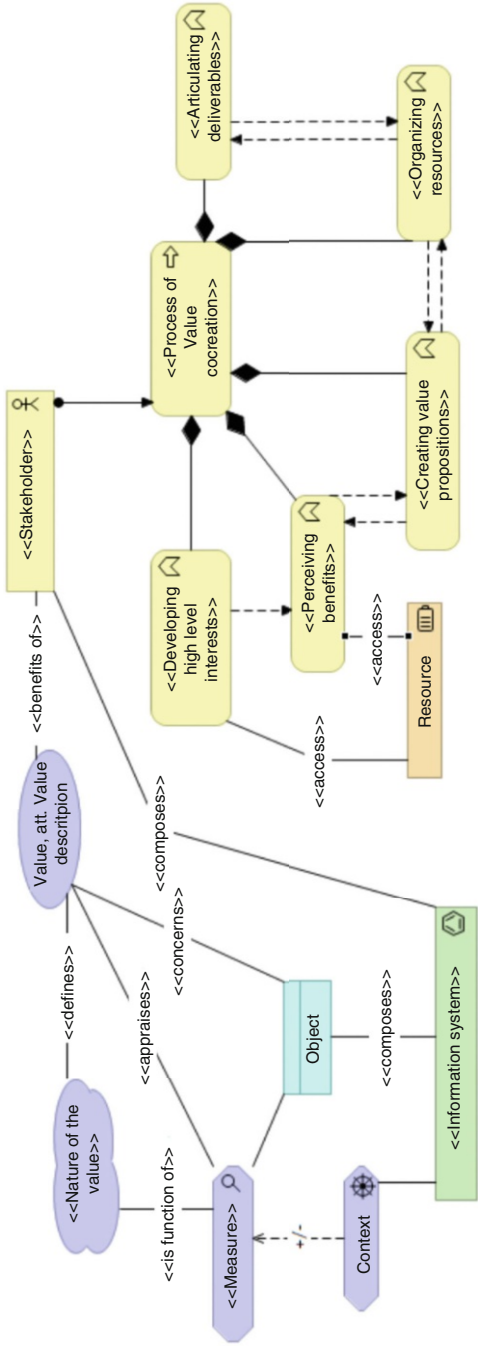 <<Stakeholder>>
<<benefits of>>
Value, att. Value
descritpion
<<defines>>
<<Nature of the
value>>
<<is function of>>
<<Measure>>
<<appraises>>
<<concerns>>
<<composes>>
Object
<<composes>>
+/-
Context
<<Information system>>
<<Process of
Value
cocreation>>
<<Articulating
deliverables>>
<<Organizing
resources>>
<<Creating value
propositions>>
<<Perceiving
benefits>>
<<Developing
high level
interests>>
<<access>>
<<access>>
Resource